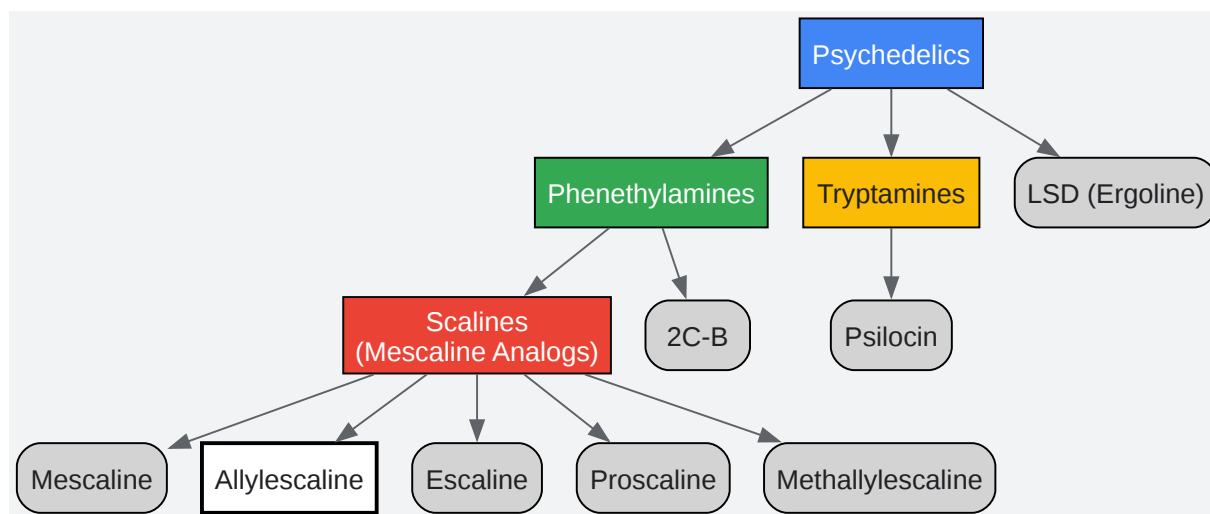 Psychedelics
Phenethylamines
Tryptamines
LSD (Ergoline)
Scalines
(Mescaline Analogs)
2C-B
Psilocin
Mescaline
Allylescaline
Escaline
Proscaline
Methallylescaline